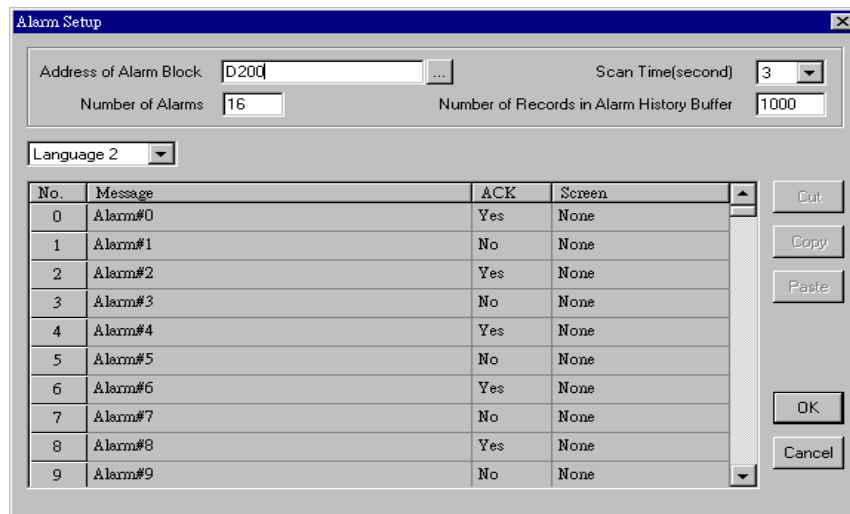 Alarm Setup
Address of Alarm Block D200 ... Scan Time(second) 3
Number of Alarms 16 Number of Records in Alarm History Buffer 1000
Language 2
No. Message ACK Screen
0 Alarm#0 Yes None
1 Alarm#1 No None
2 Alarm#2 Yes None
3 Alarm#3 No None
4 Alarm#4 Yes None
5 Alarm#5 No None
6 Alarm#6 Yes None
7 Alarm#7 No None
8 Alarm#8 Yes None
9 Alarm#9 No None
Cut
Copy
Paste
OK
Cancel